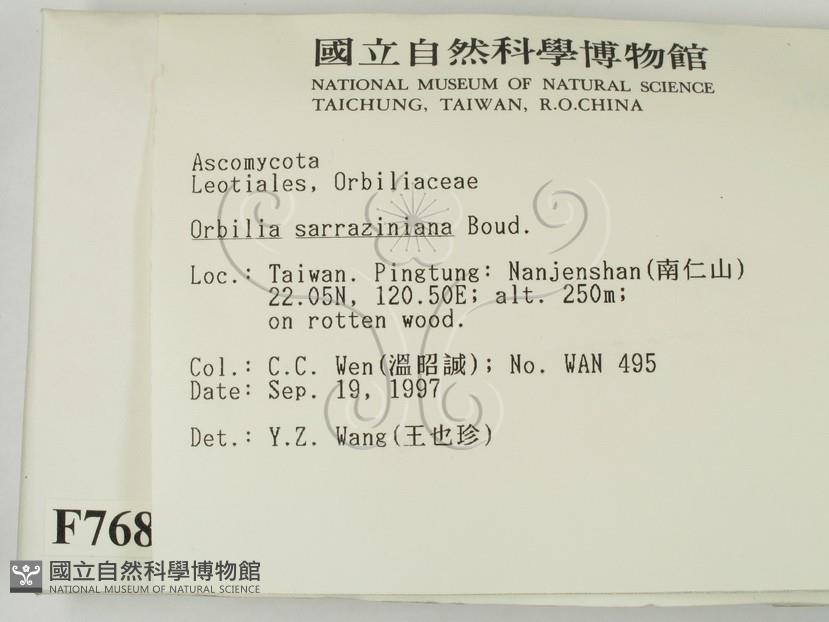 國立自然科學博物館
NATIONAL MUSEUM OF NATURAL SCIENCE
TAICHUNG, TAIWAN, R.O.CHINA
Ascomycota
Leotiales, Orbiliaceae
Orbilia sarraziniana Boud.
Loc.: Taiwan. Pingtung: Nanjenshan(南仁山)
22.05N, 120.50E; alt. 250m;
on rotten wood.
Col.: C.C. Wen(溫昭誠); No. WAN 495
Date: Sep. 19, 1997
Det.: Y.Z. Wang(王也珍)
F768
國立自然科學博物館
NATIONAL MUSEUM OF NATURAL SCIENCE